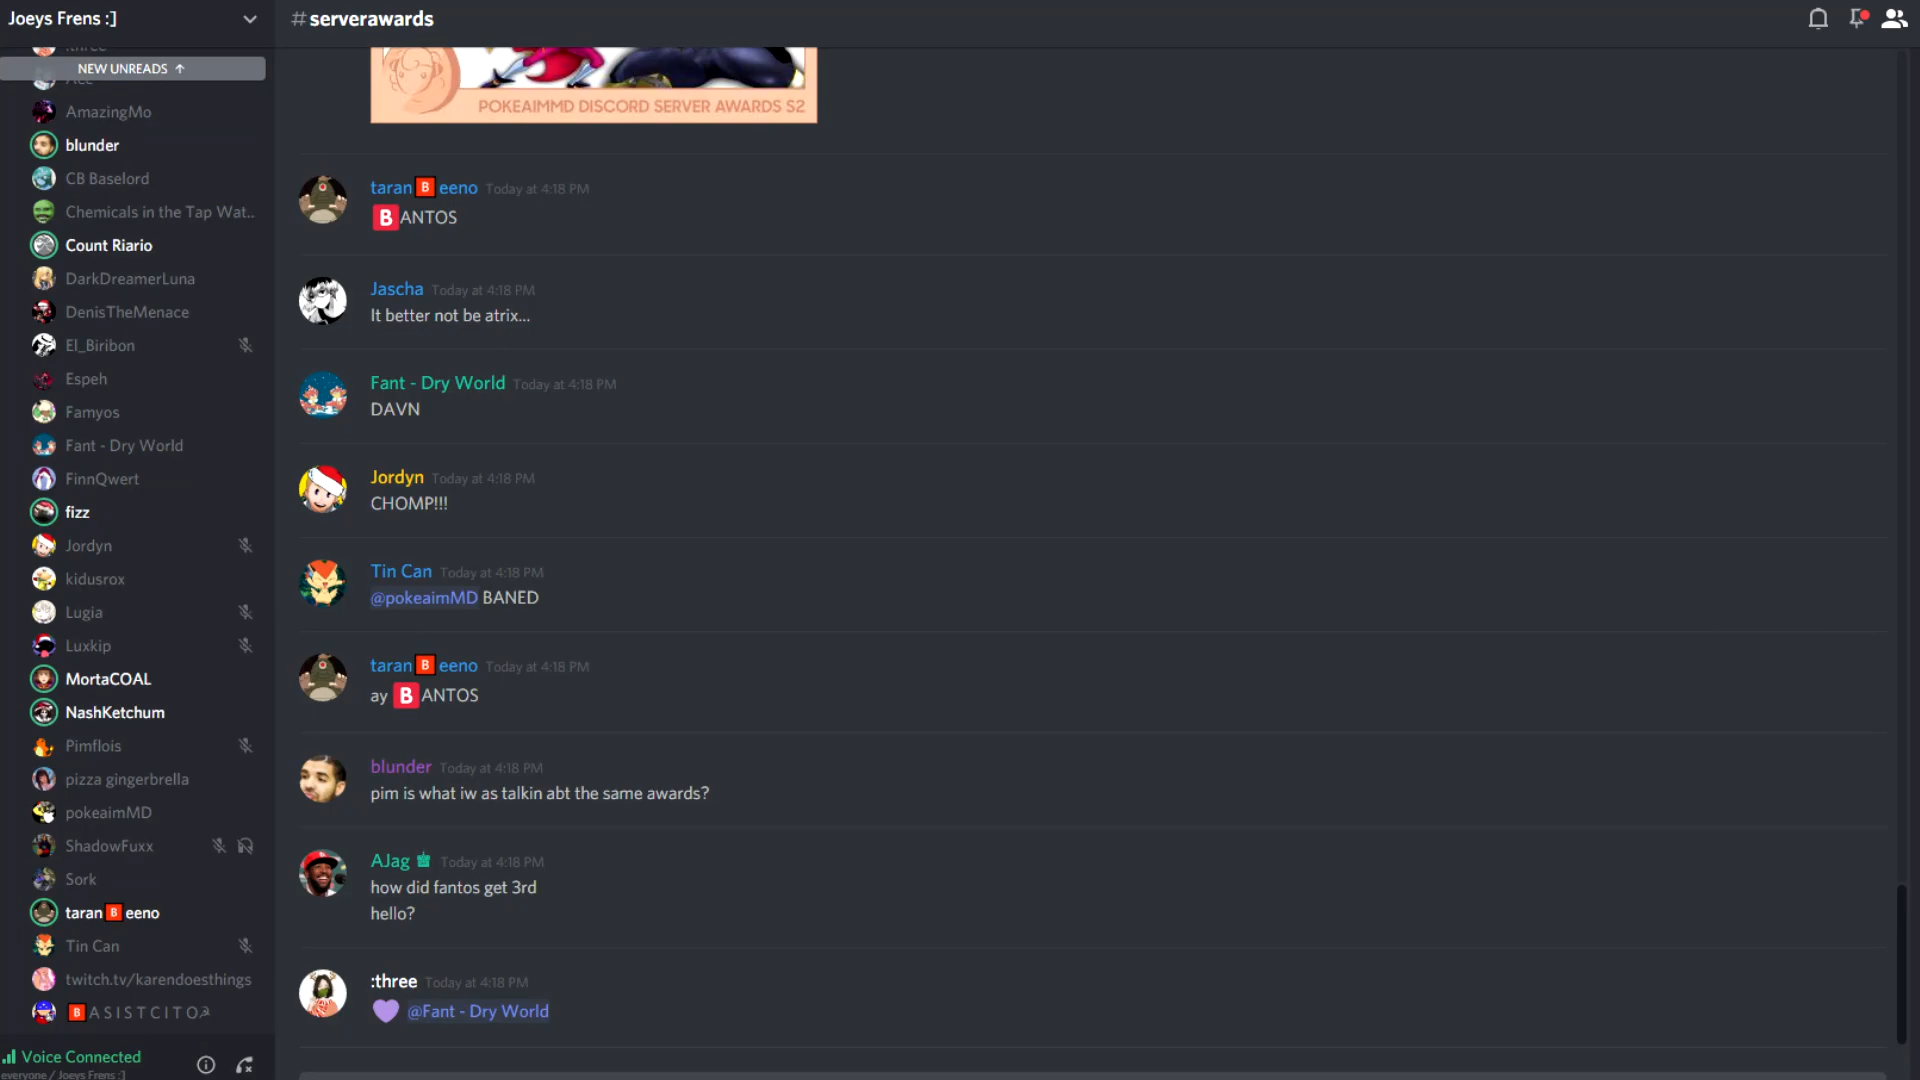 Joeys Frens :]
:three
NEW UNREADS ↑
Ace
AmazingMo
blunder
CB Baselord
Chemicals in the Tap Wat..
Count Riario
DarkDreamerLuna
DenisTheMenace
El_Biribon
Espeh
Famyos
Fant - Dry World
FinnQwert
fizz
Jordyn
kidusrox
Lugia
Luxkip
MortaCOAL
NashKetchum
Pimflois
pizza gingerbrella
pokeaimMD
ShadowFuxx
Sork
taran🅱eeno
Tin Can
twitch.tv/karendoesthings
🅱A S I S T C I T O
Voice Connected
everyone / Joeys Frens :]
#serverawards
POKEAIMMD DISCORD SERVER AWARDS S2
taran🅱eeno Today at 4:18 PM
🅱ANTOS
Jascha Today at 4:18 PM
It better not be atrix...
Fant - Dry World Today at 4:18 PM
DAVN
Jordyn Today at 4:18 PM
CHOMP!!!
Tin Can Today at 4:18 PM
@pokeaimMD BANED
taran🅱eeno Today at 4:18 PM
ay 🅱ANTOS
blunder Today at 4:18 PM
pim is what iw as talkin abt the same awards?
AJag Today at 4:18 PM
how did fantos get 3rd
hello?
:three Today at 4:18 PM
💜 @Fant - Dry World